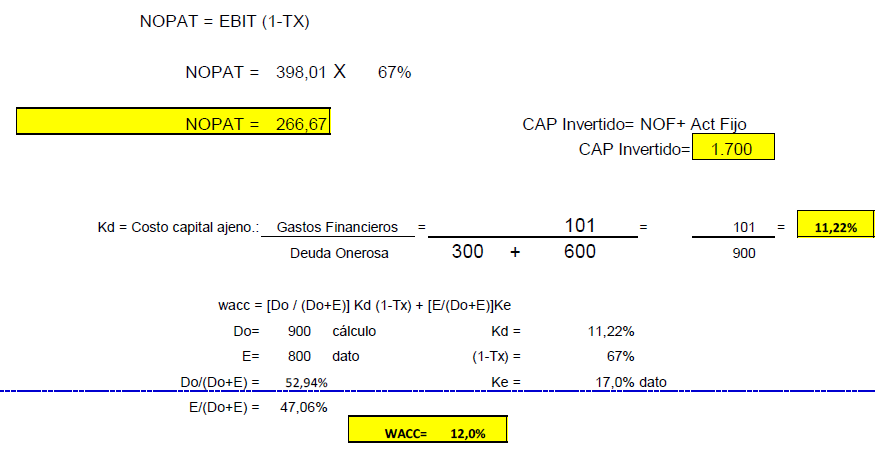 NOPAT = EBIT (1-TX)
NOPAT = 398,01 X 67%
NOPAT = 266,67
CAP Invertido= NOF+ Act Fijo
CAP Invertido= 1.700
Kd = Costo capital ajeno.: Gastos Financieros = 101 = 101 = 11,22%
Deuda Onerosa 300 + 600 900
wacc = [Do / (Do+E)] Kd (1-Tx) + [E/(Do+E)]Ke
Do= 900 cálculo Kd = 11,22%
E= 800 dato (1-Tx) = 67%
Do/(Do+E) = 52,94% Ke = 17,0% dato
E/(Do+E) = 47,06%
WACC= 12,0%